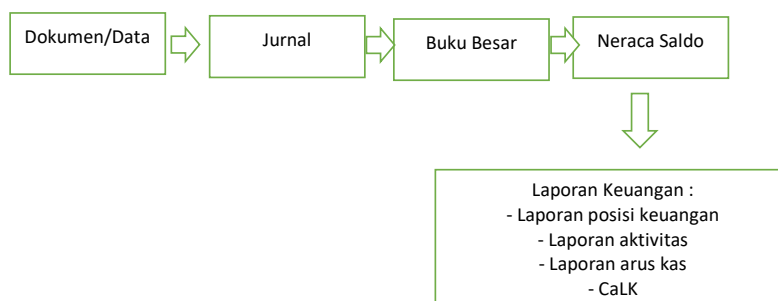 Dokumen/Data
Jurnal
Buku Besar
Neraca Saldo
Laporan Keuangan :
- Laporan posisi keuangan
- Laporan aktivitas
- Laporan arus kas
- CaLK